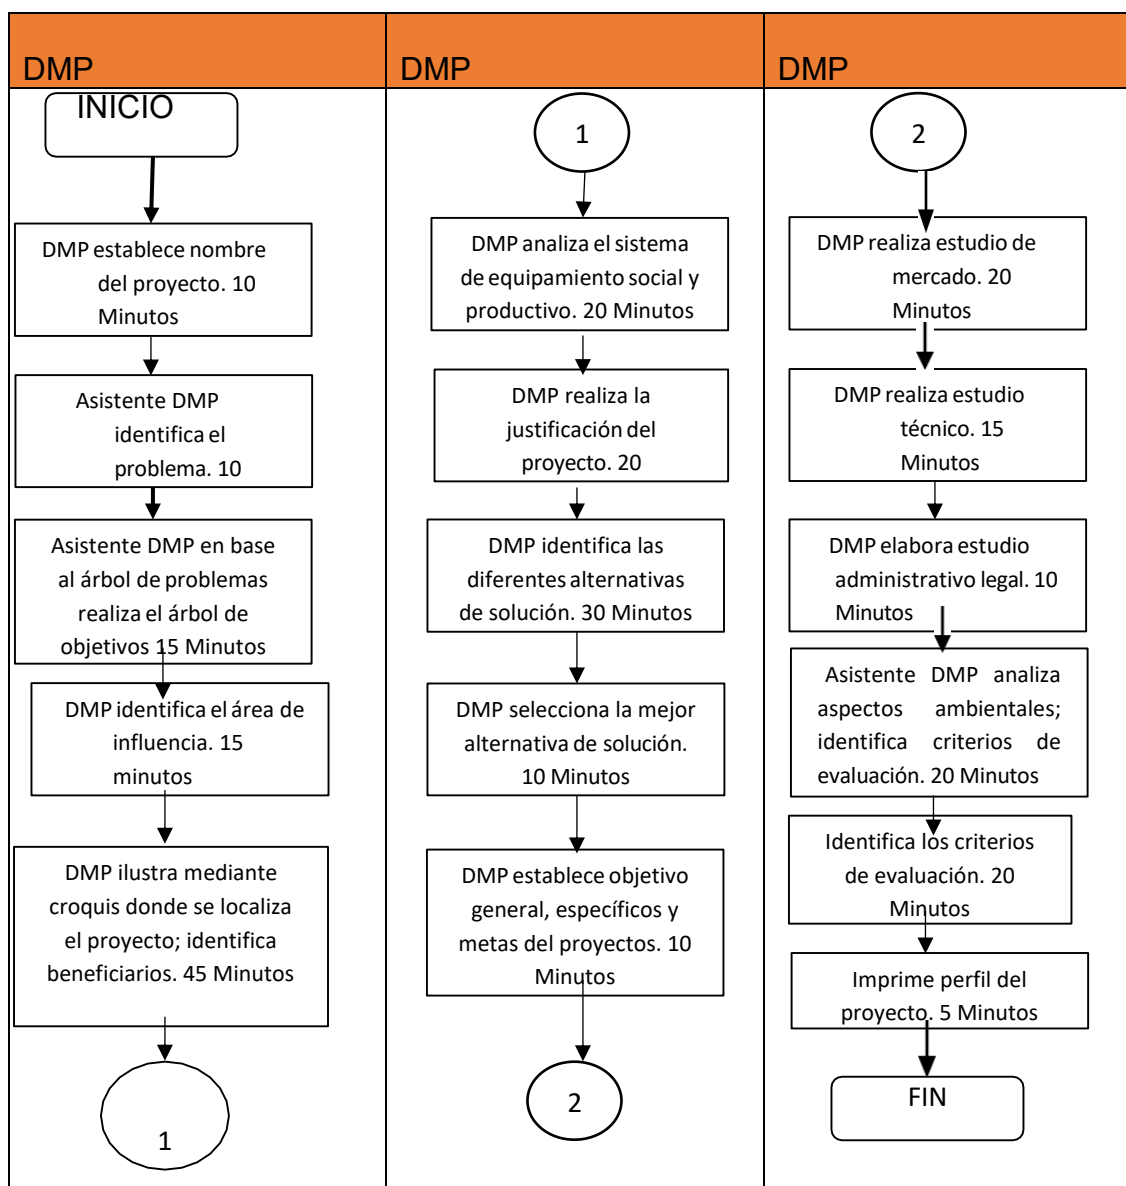 DMP
DMP
DMP
INICIO
DMP establece nombre
del proyecto. 10
Minutos
Asistente DMP
identifica el
problema. 10
Asistente DMP en base
al árbol de problemas
realiza el árbol de
objetivos 15 Minutos
DMP identifica el área de
influencia. 15
minutos
DMP ilustra mediante
croquis donde se localiza
el proyecto; identifica
beneficiarios. 45 Minutos
1
1
DMP analiza el sistema
de equipamiento social y
productivo. 20 Minutos
DMP realiza la
justificación del
proyecto. 20
DMP identifica las
diferentes alternativas
de solución. 30 Minutos
DMP selecciona la mejor
alternativa de solución.
10 Minutos
DMP establece objetivo
general, específicos y
metas del proyectos. 10
Minutos
2
2
DMP realiza estudio de
mercado. 20
Minutos
DMP realiza estudio
técnico. 15
Minutos
DMP elabora estudio
administrativo legal. 10
Minutos
Asistente DMP analiza
aspectos ambientales;
identifica criterios de
evaluación. 20 Minutos
Identifica los criterios
de evaluación. 20
Minutos
Imprime perfil del
proyecto. 5 Minutos
FIN